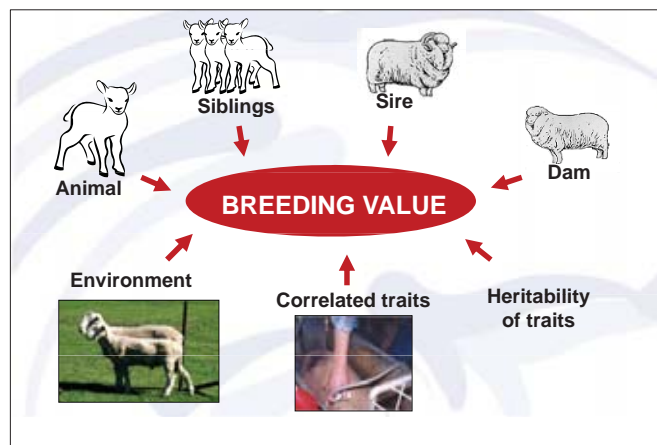 Siblings
Sire
Animal
Dam
BREEDING VALUE
Environment
Correlated traits
Heritability
of traits